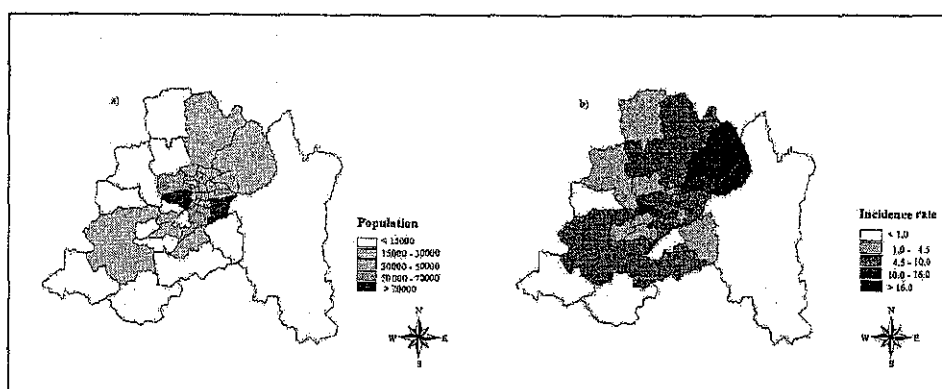 a)
Population
< 15000
15000 - 30000
30000 - 50000
50000 - 70000
> 70000
N
W E
S
b)
Incidence rate
< 1.0
1.0 - 4.5
4.5 - 10.0
10.0 - 16.0
> 16.0
N
W E
S